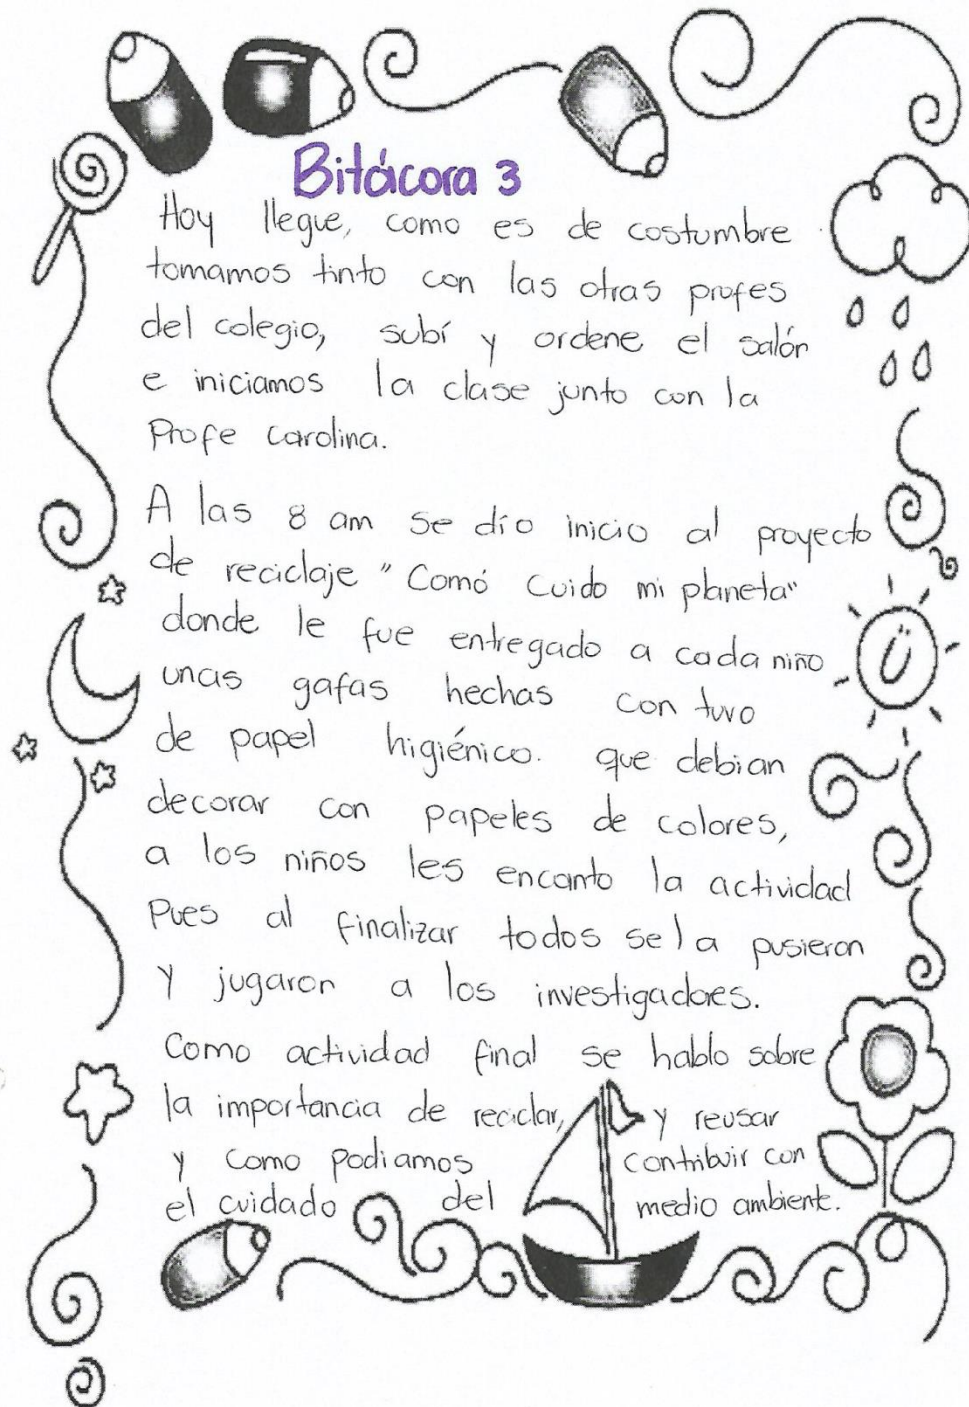 Bitácora 3
Hoy llegue, como es de costumbre
tomamos tinto con las otras profes
del colegio, subí y ordene el salón
e iniciamos la clase junto con la
Profe Carolina.
A las 8 am se dío inicio al proyecto
de reciclaje "Comó cuido mi planeta"
donde le fue entregado a cada niño
unas gafas hechas con tuvo
de papel higiénico. que debian
decorar con papeles de colores,
a los niños les encanto la actividad
Pues al finalizar todos se la pusieron
Y jugaron a los investigadores.
Como actividad final se hablo sobre
la importancia de reciclar, y reusar
y como podiamos contribuir con
el cuidado del medio ambiente.